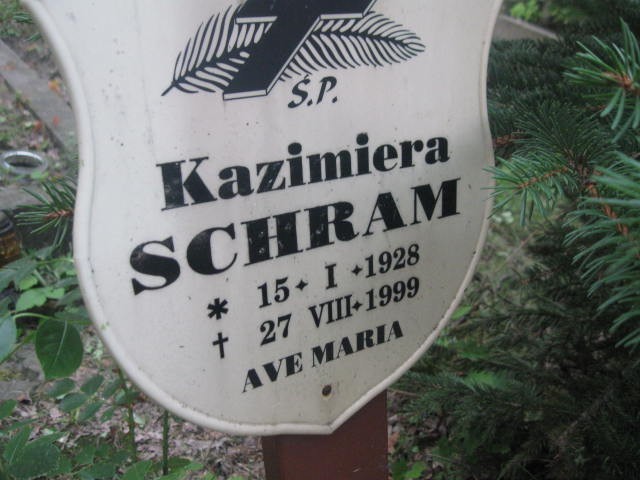 Ś.P.
Kazimiera
SCHRAM
* 15 ✦ I ✦ 1928
† 27 VIII ✦ 1999
AVE MARIA